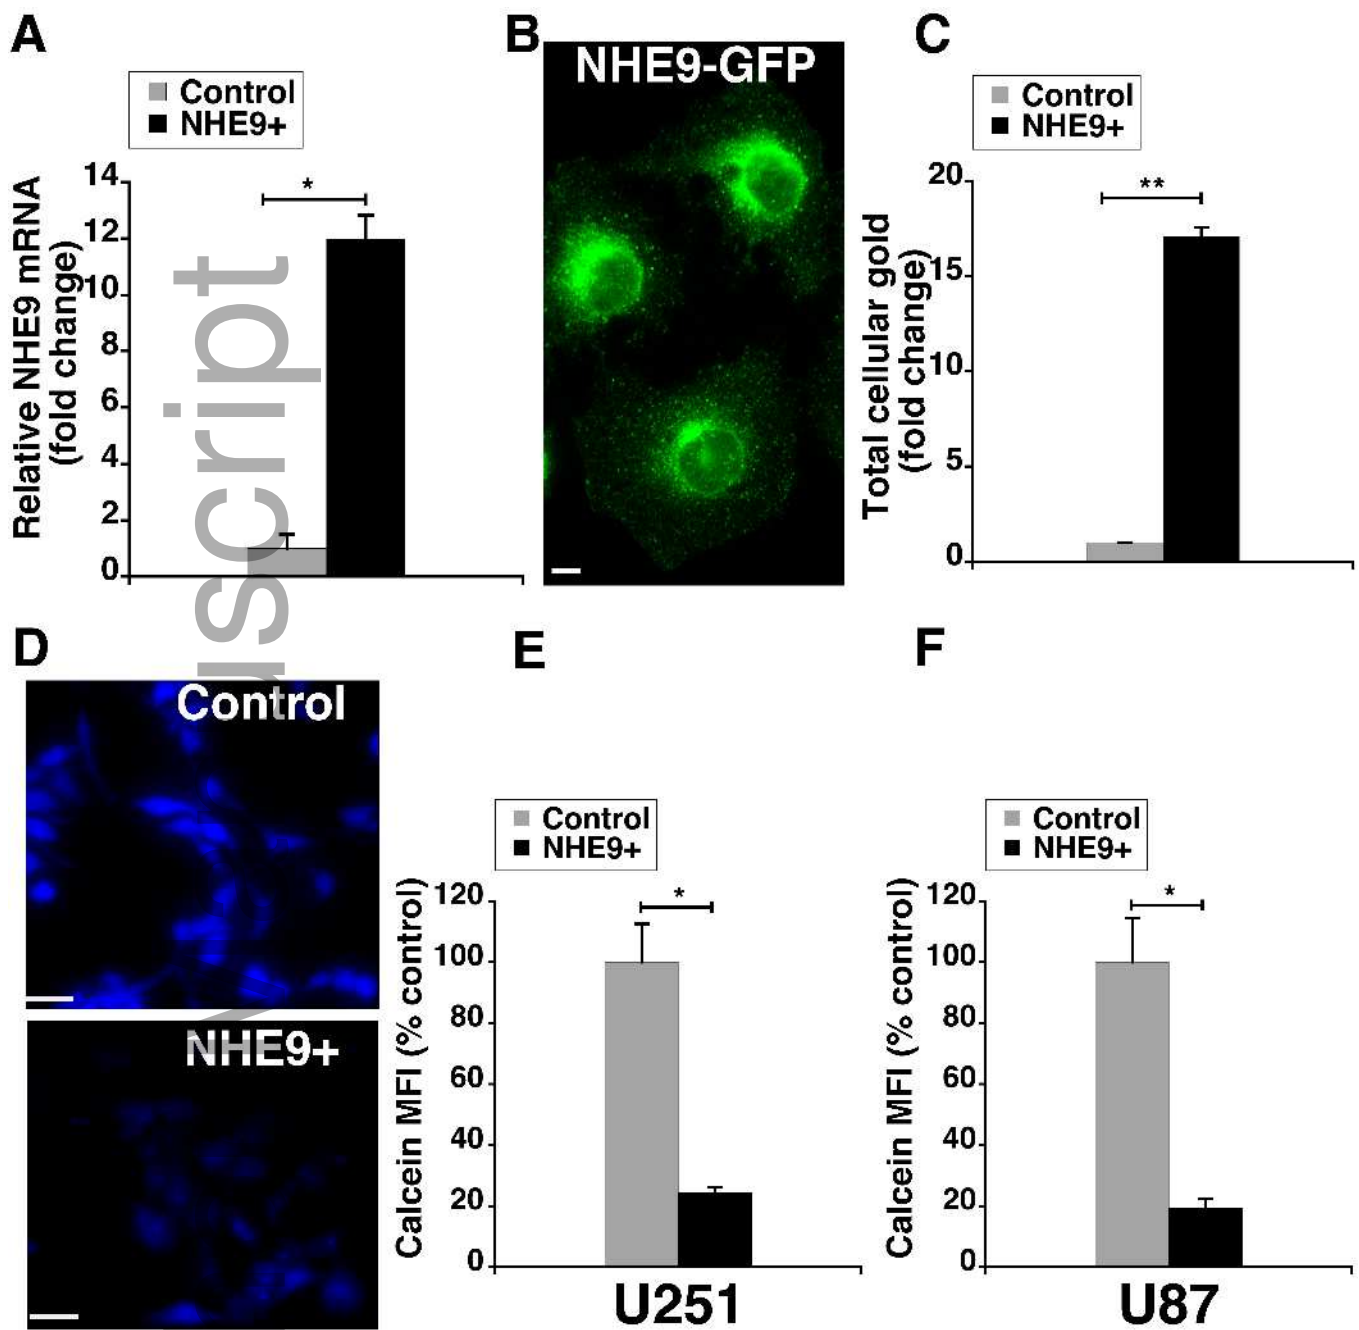 A
Control
NHE9+
Relative NHE9 mRNA
(fold change)
14
12
10
8
6
4
2
0
*
B
NHE9-GFP
C
Control
NHE9+
Total cellular gold
(fold change)
20
15
10
5
0
**
D
Control
NHE9+
E
Control
NHE9+
Calcein MFI (% control)
120
100
80
60
40
20
0
*
U251
F
Control
NHE9+
Calcein MFI (% control)
120
100
80
60
40
20
0
*
U87
uscript